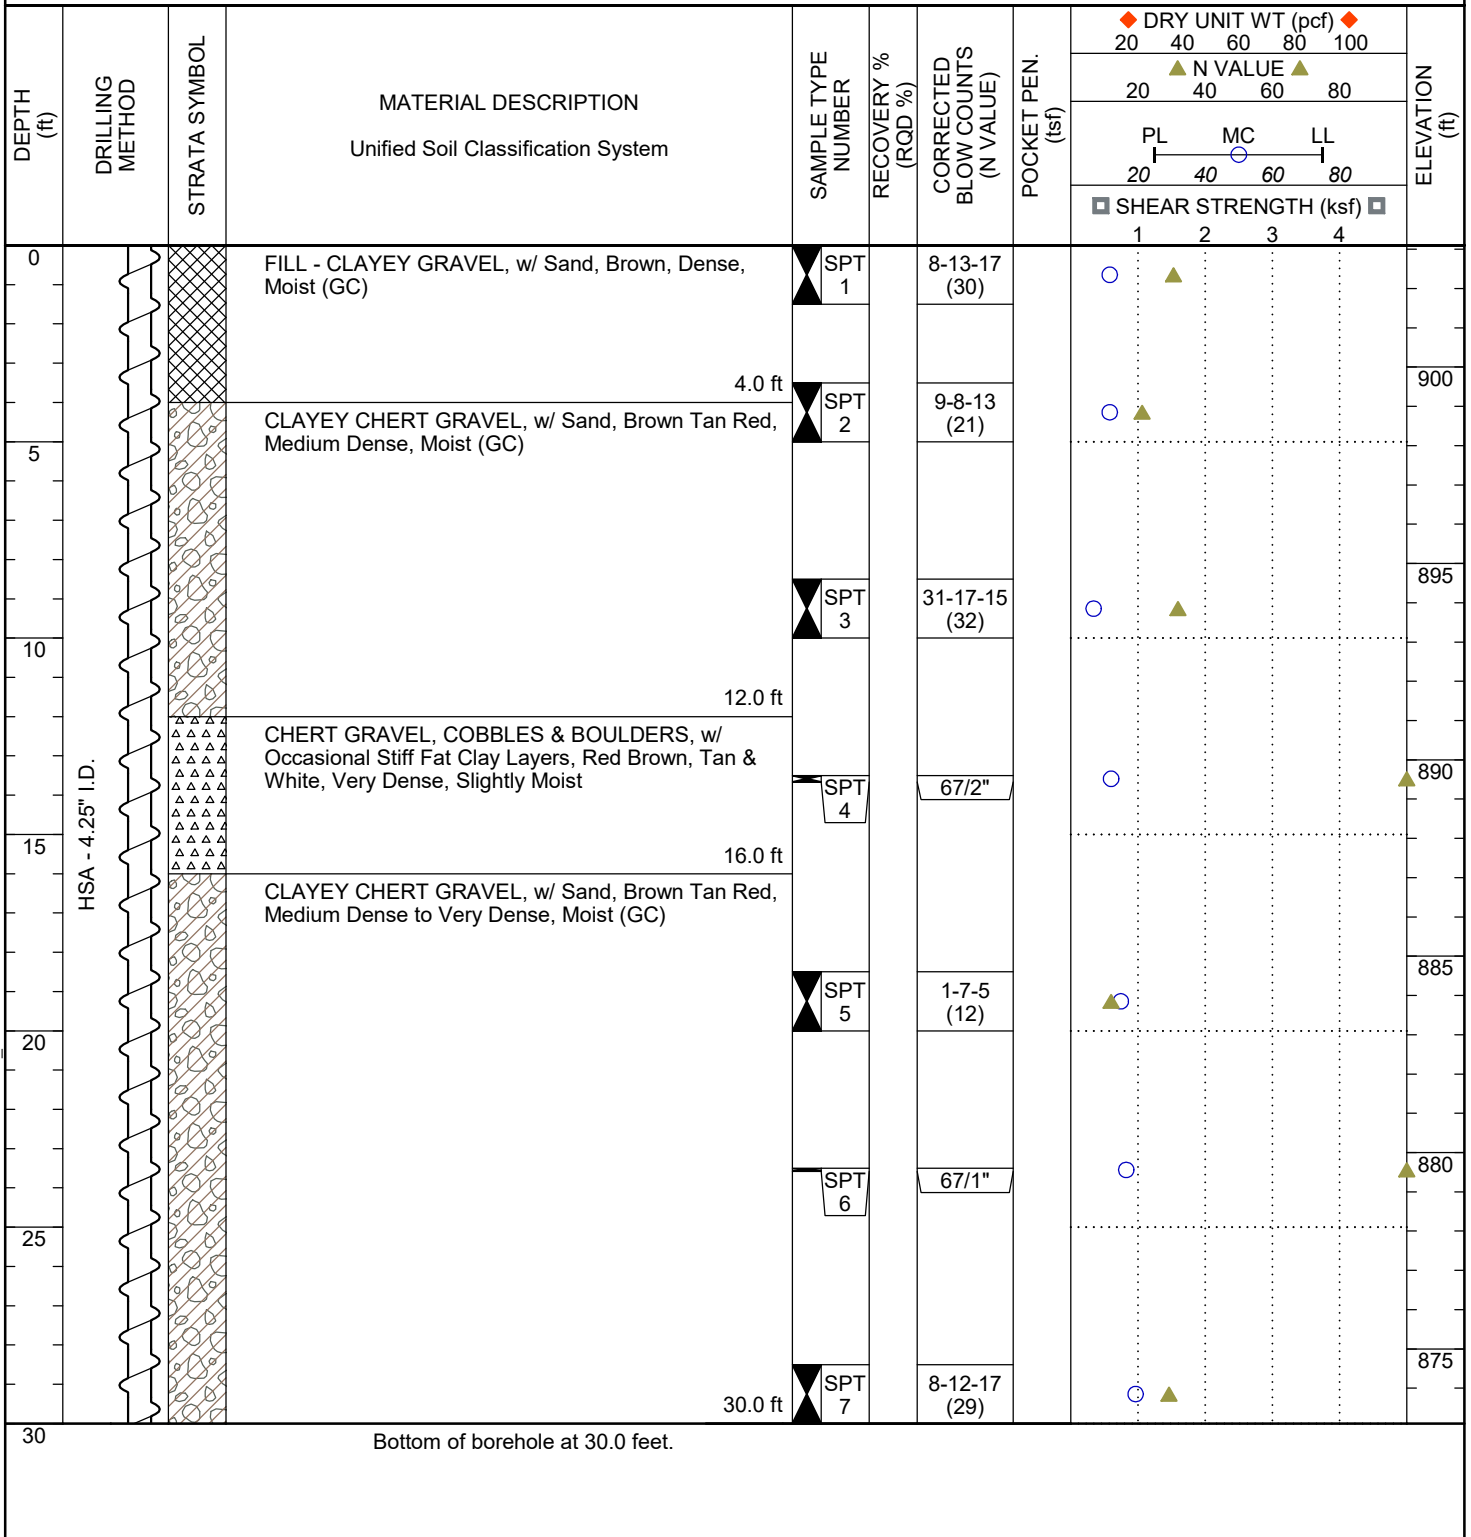 DEPTH
(ft)
DRILLING
METHOD
STRATA SYMBOL
MATERIAL DESCRIPTION
Unified Soil Classification System
SAMPLE TYPE
NUMBER
RECOVERY %
(RQD %)
CORRECTED
BLOW COUNTS
(N VALUE)
POCKET PEN.
(tsf)
DRY UNIT WT (pcf)
20 40 60 80 100
N VALUE
20 40 60 80
PL MC LL
20 40 60 80
SHEAR STRENGTH (ksf)
1 2 3 4
ELEVATION
(ft)
0
FILL - CLAYEY GRAVEL, w/ Sand, Brown, Dense,
Moist (GC)
SPT
1
8-13-17
(30)
4.0 ft
900
CLAYEY CHERT GRAVEL, w/ Sand, Brown Tan Red,
Medium Dense, Moist (GC)
SPT
2
9-8-13
(21)
5
895
SPT
3
31-17-15
(32)
10
12.0 ft
CHERT GRAVEL, COBBLES & BOULDERS, w/
Occasional Stiff Fat Clay Layers, Red Brown, Tan &
White, Very Dense, Slightly Moist
SPT
4
67/2"
890
HSA - 4.25" I.D.
15
16.0 ft
CLAYEY CHERT GRAVEL, w/ Sand, Brown Tan Red,
Medium Dense to Very Dense, Moist (GC)
885
SPT
5
1-7-5
(12)
20
SPT
6
67/1"
880
25
875
SPT
7
8-12-17
(29)
30.0 ft
30
Bottom of borehole at 30.0 feet.